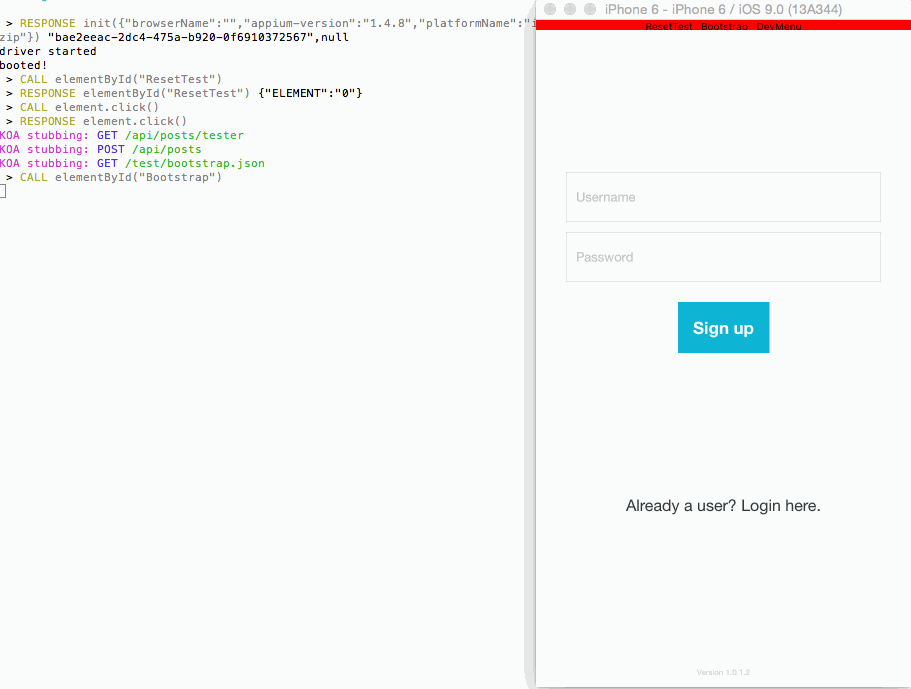 > RESPONSE init({"browserName":"","appium-version":"1.4.8","platformName":"i
zip"}) "bae2eeac-2dc4-475a-b920-0f6910372567",null
driver started
booted!
> CALL elementById("ResetTest")
> RESPONSE elementById("ResetTest") {"ELEMENT":"0"}
> CALL element.click()
> RESPONSE element.click()
KOA stubbing: GET /api/posts/tester
KOA stubbing: POST /api/posts
KOA stubbing: GET /test/bootstrap.json
> CALL elementById("Bootstrap")
iPhone 6 - iPhone 6 / iOS 9.0 (13A344)
ResetTest Bootstrap DevMenu
Username
Password
Sign up
Already a user? Login here.
Version 1.0.1.2